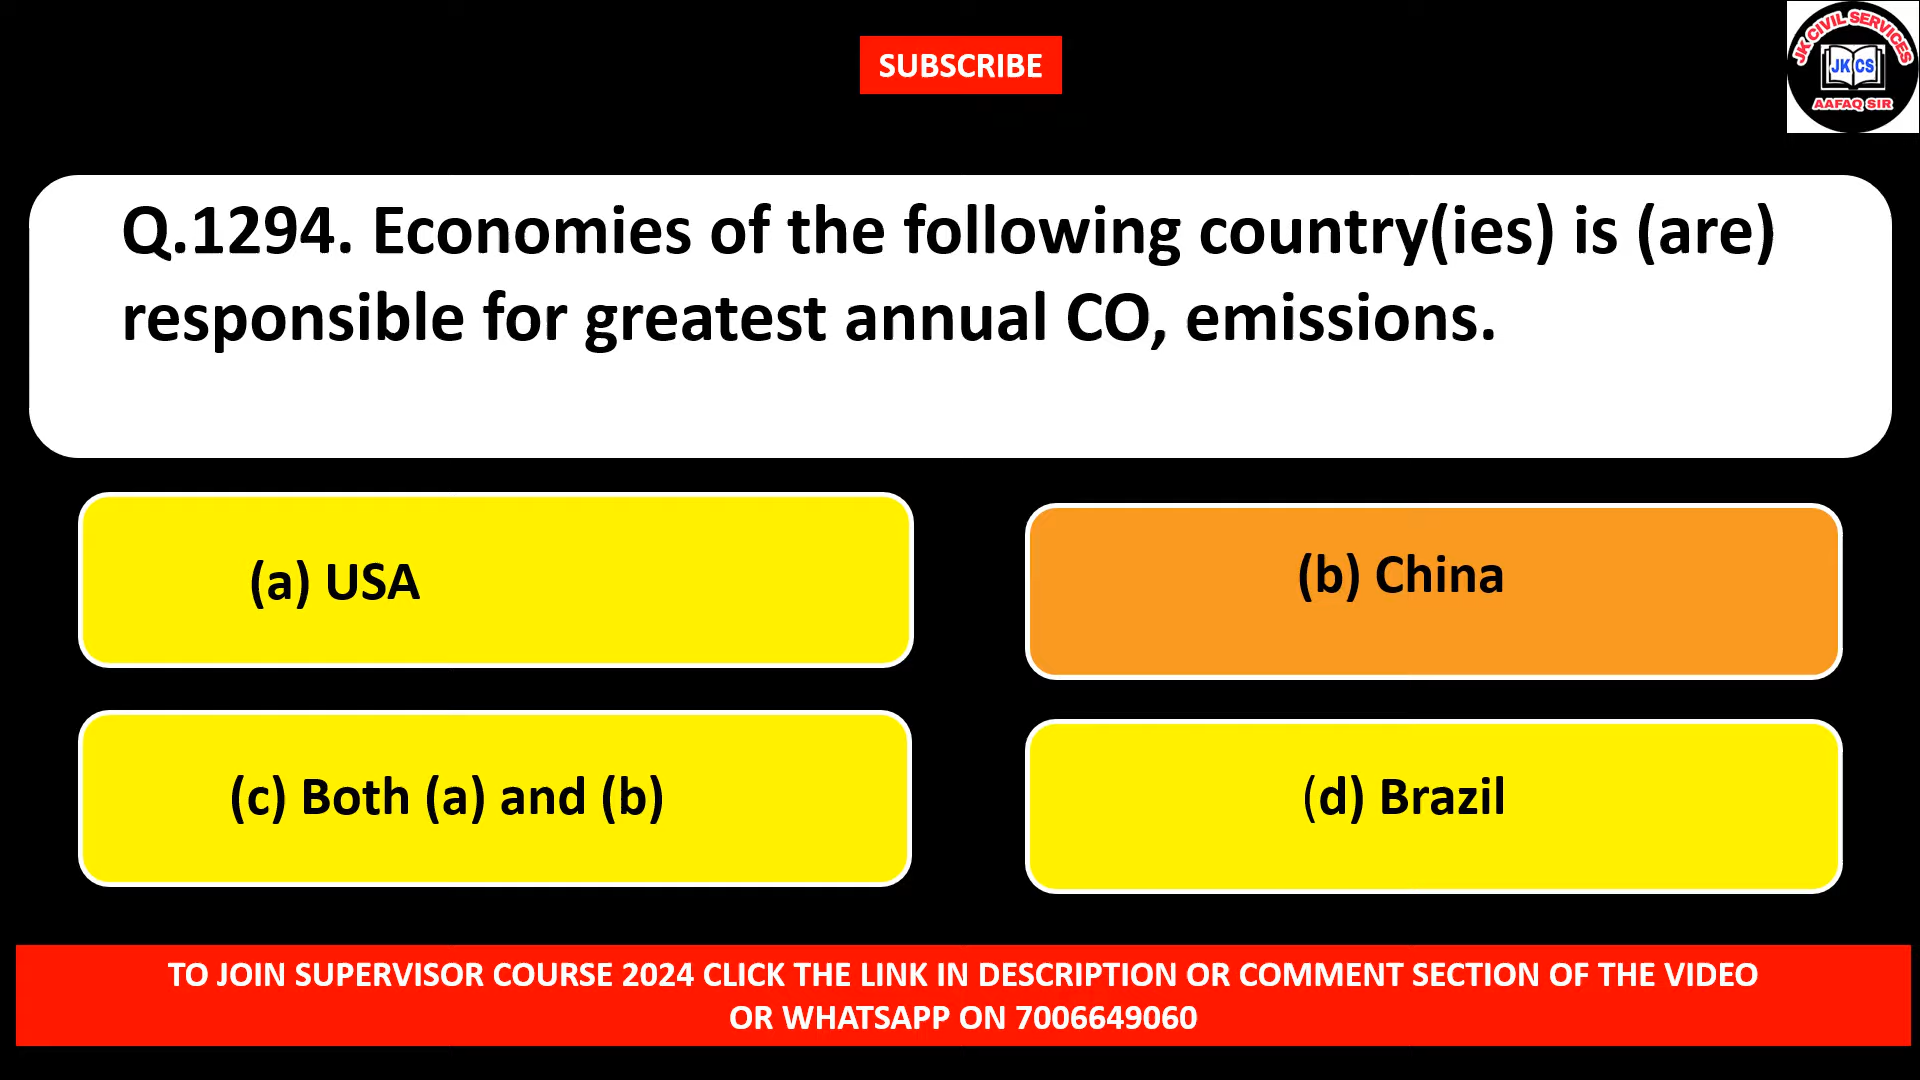 SUBSCRIBE
JK CIVIL SERVICES
JK CS
AAFAQ SIR
Q.1294. Economies of the following country(ies) is (are)
responsible for greatest annual CO, emissions.
(a) USA
(b) China
(c) Both (a) and (b)
(d) Brazil
TO JOIN SUPERVISOR COURSE 2024 CLICK THE LINK IN DESCRIPTION OR COMMENT SECTION OF THE VIDEO
OR WHATSAPP ON 7006649060